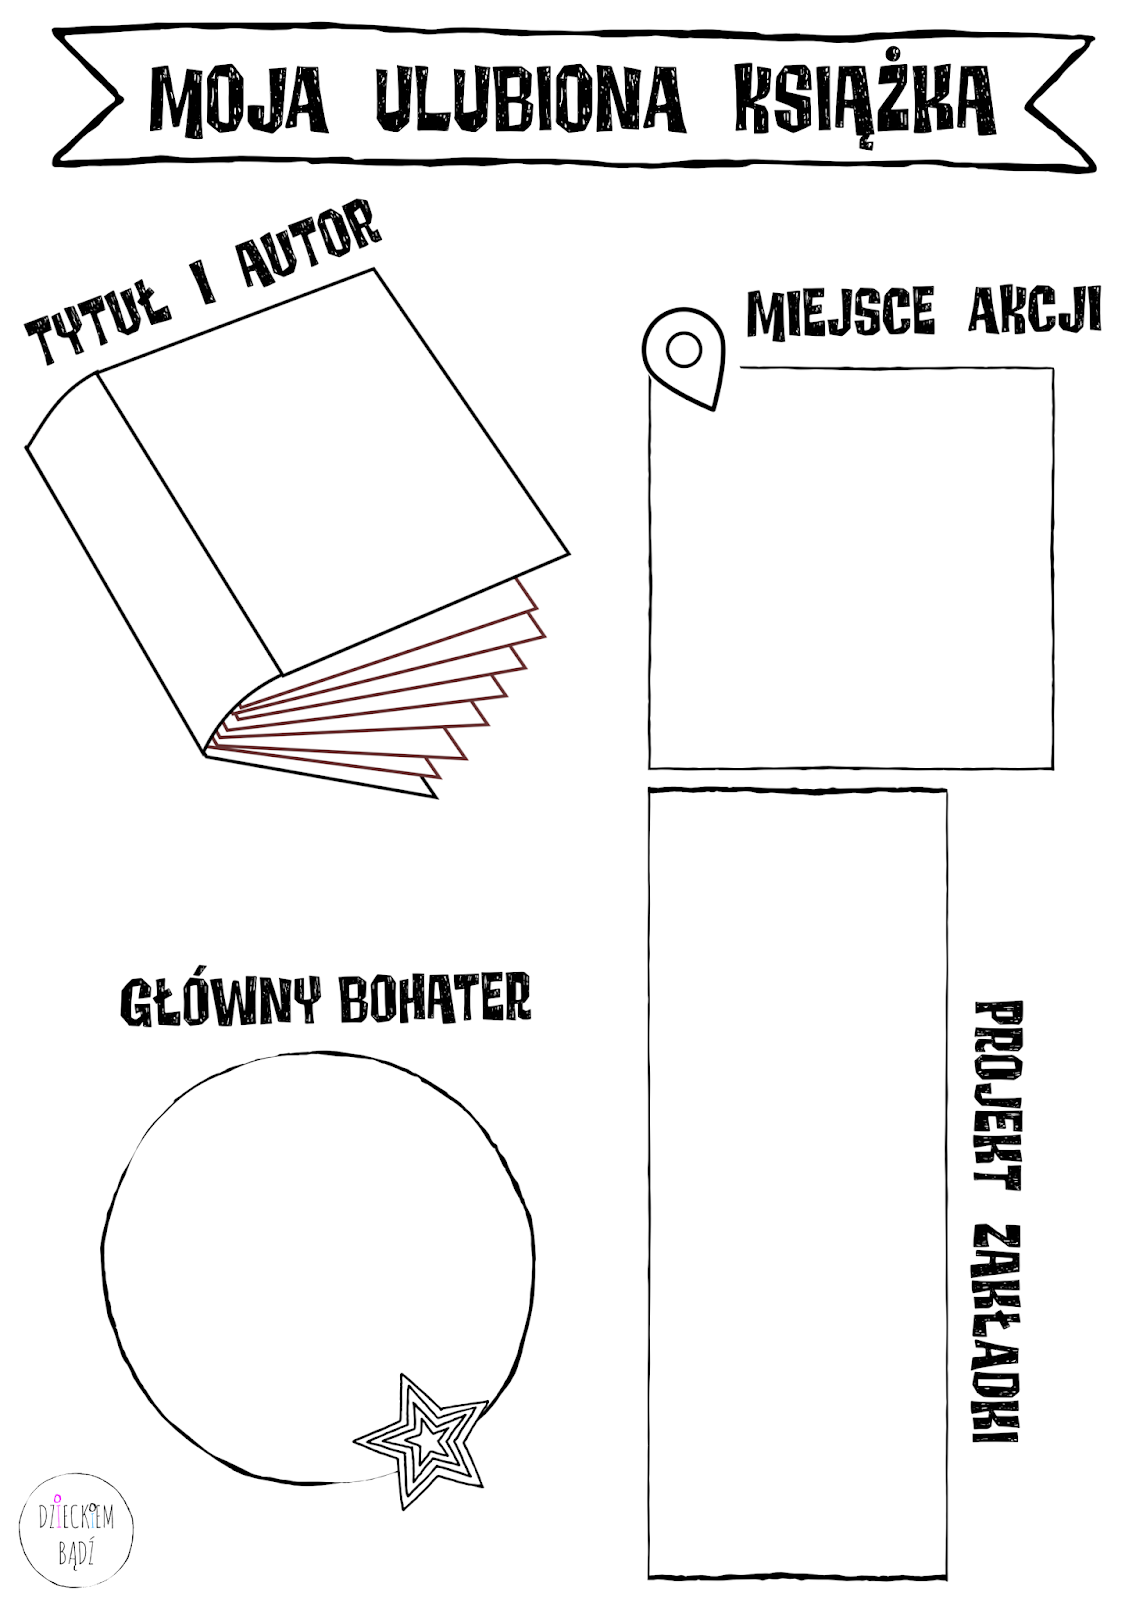 MOJA ULUBIONA KSIĄŻKA
TYTUŁ I AUTOR
MIEJSCE AKCJI
GŁÓWNY BOHATER
PROJEKT ZAKŁADKI
DZIECKIEM
BĄDŹ